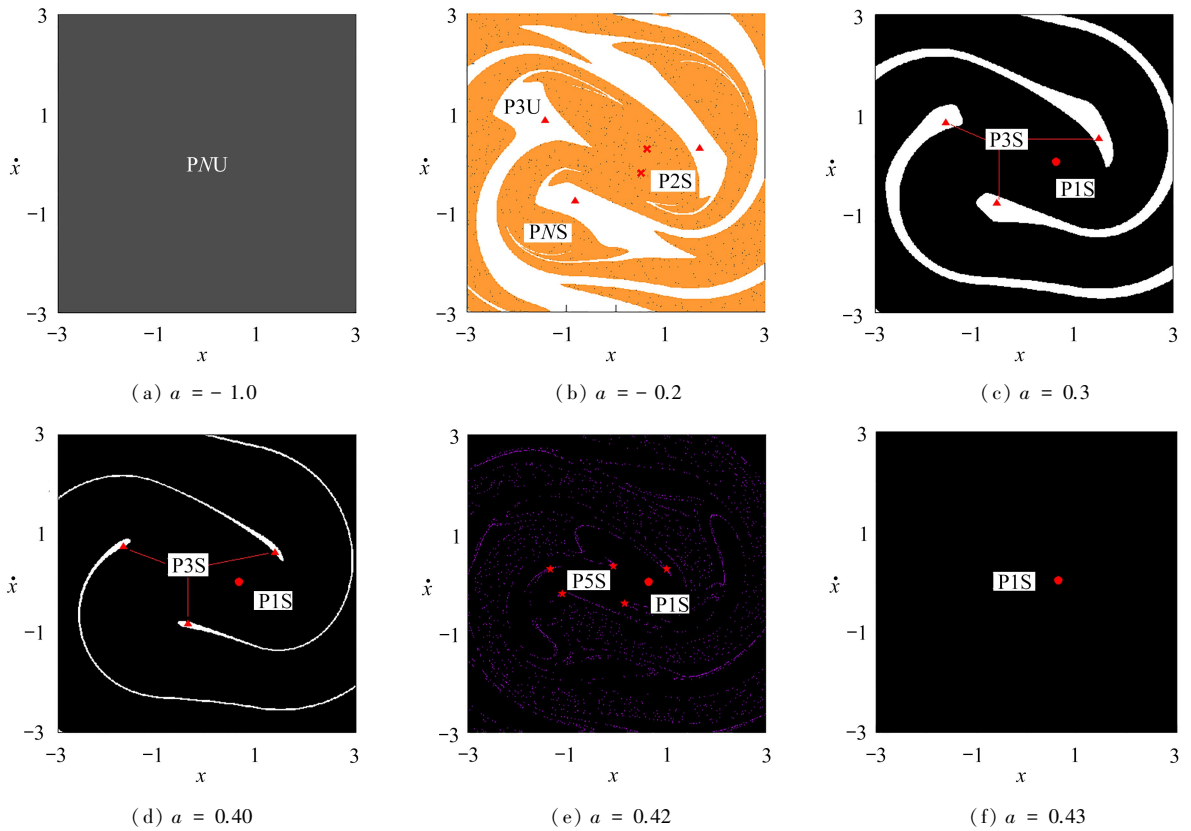 3
1
ẋ
−1
−3
PNU
−3
−1
1
3
x
(a) a = − 1.0
3
1
ẋ
−1
−3
P3U
P2S
PNS
−3
−1
1
3
x
(b) a = − 0.2
3
1
ẋ
−1
−3
P3S
P1S
−3
−1
1
3
x
(c) a = 0.3
3
1
ẋ
−1
−3
P3S
P1S
−3
−1
1
3
x
(d) a = 0.40
3
1
ẋ
−1
−3
P5S
P1S
−3
−1
1
3
x
(e) a = 0.42
3
1
ẋ
−1
−3
P1S
−3
−1
1
3
x
(f) a = 0.43